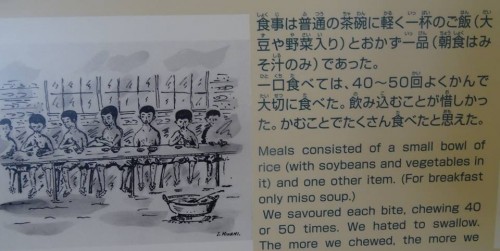 食事は普通の茶碗に軽く一杯のご飯(大
豆や野菜入り)とおかず一品(朝食はみ
そ汁のみ)であった。
一口食べては、40〜50回よくかんで
大切に食べた。飲み込むことが惜しかっ
た。かむことでたくさん食べたと思えた。
Meals consisted of a small bowl of
rice (with soybeans and vegetables in
it) and one other item. (For breakfast
only miso soup.)
We savoured each bite, chewing 40
or 50 times. We hated to swallow.
The more we chewed, the more we